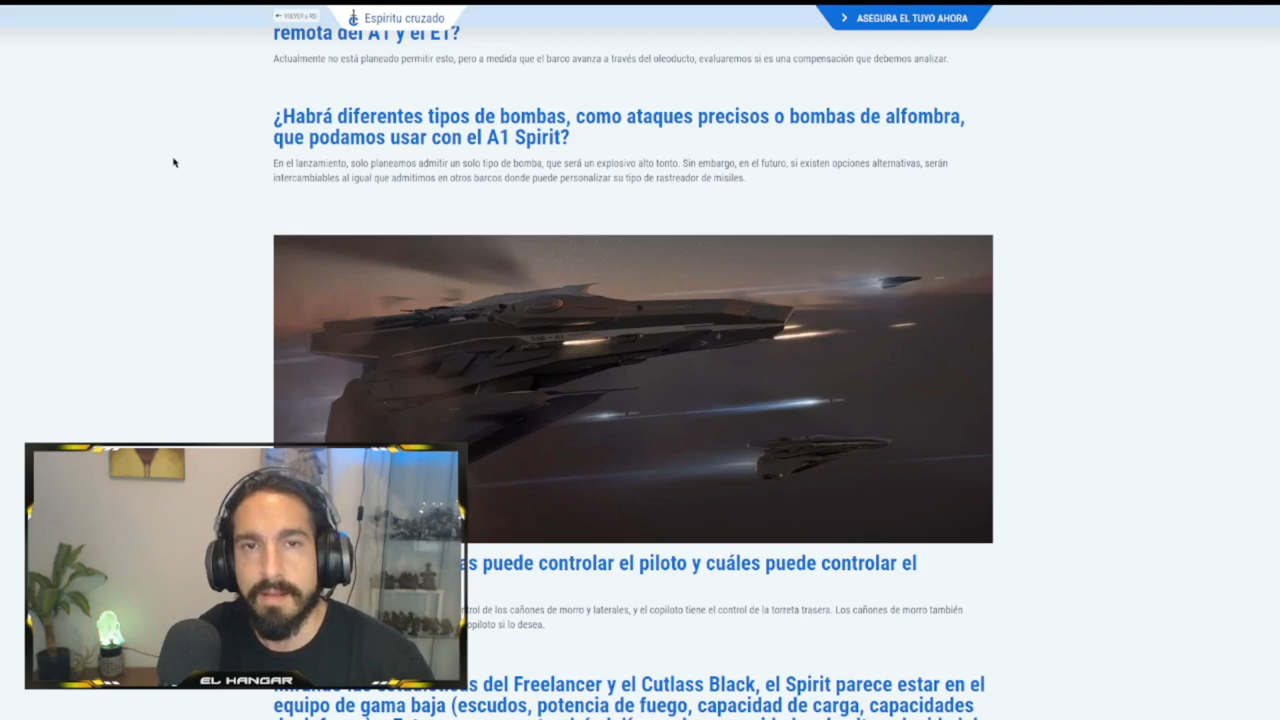 VOLVER a RSI
Espíritu cruzado
ASEGURA EL TUYO AHORA
remota del A1 y el E1?
Actualmente no está planeado permitir esto, pero a medida que el barco avanza a través del oleoducto, evaluaremos si es una compensación que debemos analizar.
¿Habrá diferentes tipos de bombas, como ataques precisos o bombas de alfombra,
que podamos usar con el A1 Spirit?
En el lanzamiento, solo planeamos admitir un solo tipo de bomba, que será un explosivo alto tonto. Sin embargo, en el futuro, si existen opciones alternativas, serán
intercambiables al igual que admitimos en otros barcos donde puede personalizar su tipo de rastreador de misiles.
as puede controlar el piloto y cuáles puede controlar el
trol de los cañones de morro y laterales, y el copiloto tiene el control de la torreta trasera. Los cañones de morro también
opiloto si lo desea.
EL HANGAR
del Freelancer y el Cutlass Black, el Spirit parece estar en el
equipo de gama baja (escudos, potencia de fuego, capacidad de carga, capacidades